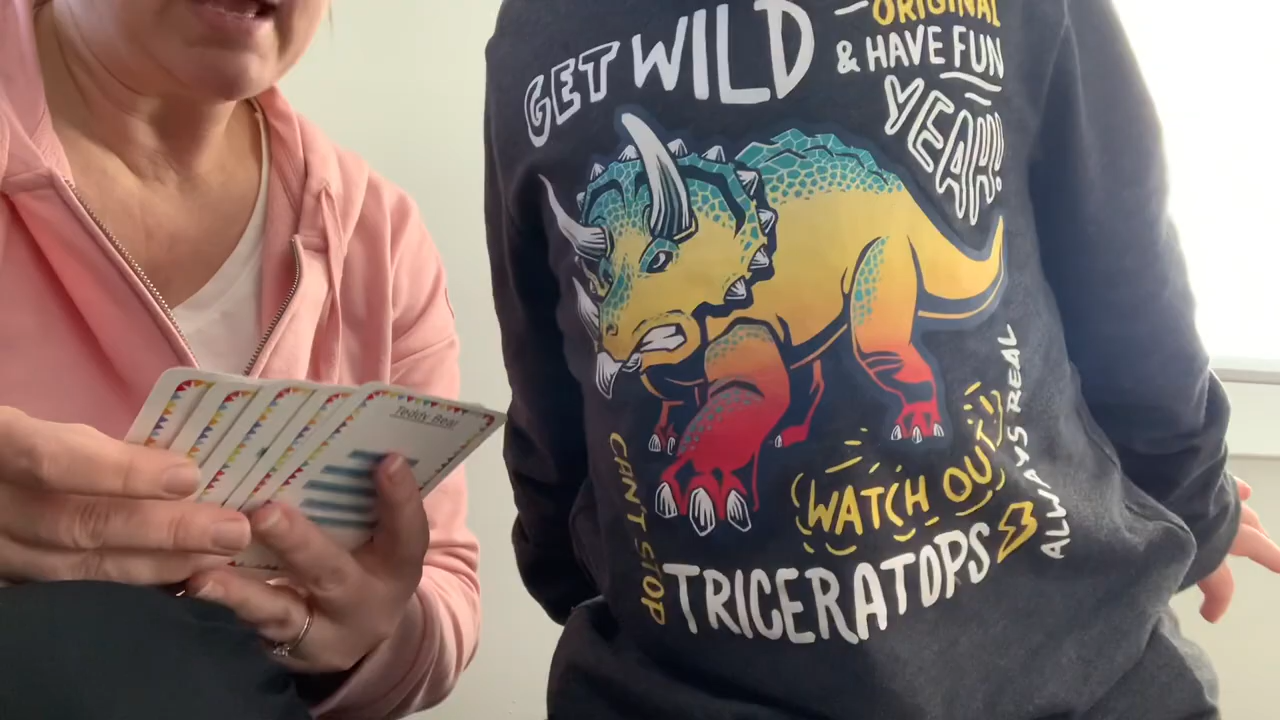 GET WILD
ORIGINAL
& HAVE FUN
YEAH!
ALWAYS REAL
CAN'T STOP
WATCH OUT
TRICERATOPS
Teddy Bear